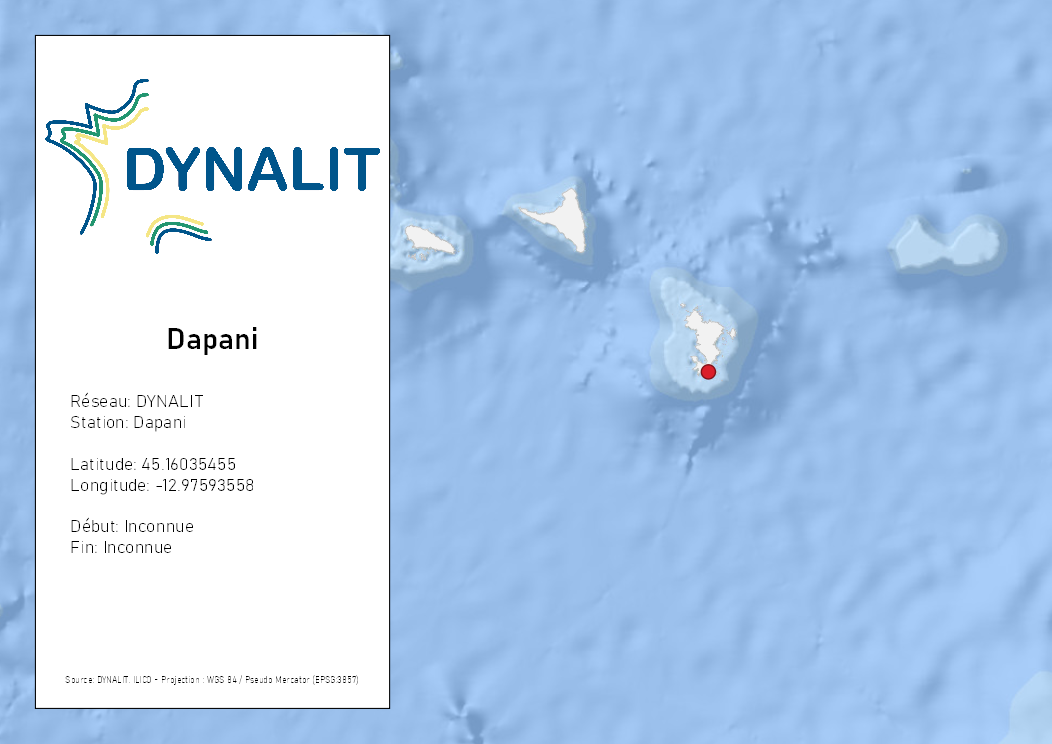 DYNALIT
Dapani
Réseau: DYNALIT
Station: Dapani
Latitude: 45.16035455
Longitude: -12.97593558
Début: Inconnue
Fin: Inconnue
Source: DYNALIT, ILICO - Projection : WGS 84 / Pseudo Mercator (EPSG:3857)